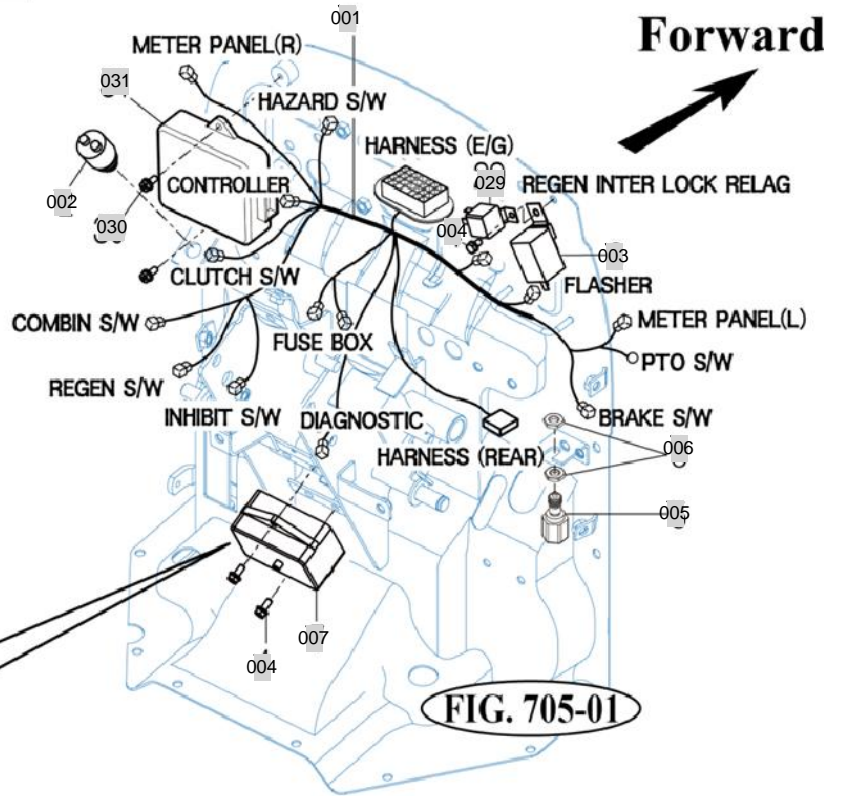 001
Forward
METER PANEL(R)
031
HAZARD S/W
HARNESS (E/G)
029
REGEN INTER LOCK RELAG
CONTROLLER
002
030
004
003
CLUTCH S/W
FLASHER
COMBIN S/W
METER PANEL(L)
FUSE BOX
PTO S/W
REGEN S/W
INHIBIT S/W
DIAGNOSTIC
BRAKE S/W
HARNESS (REAR)
006
005
007
004
FIG. 705-01